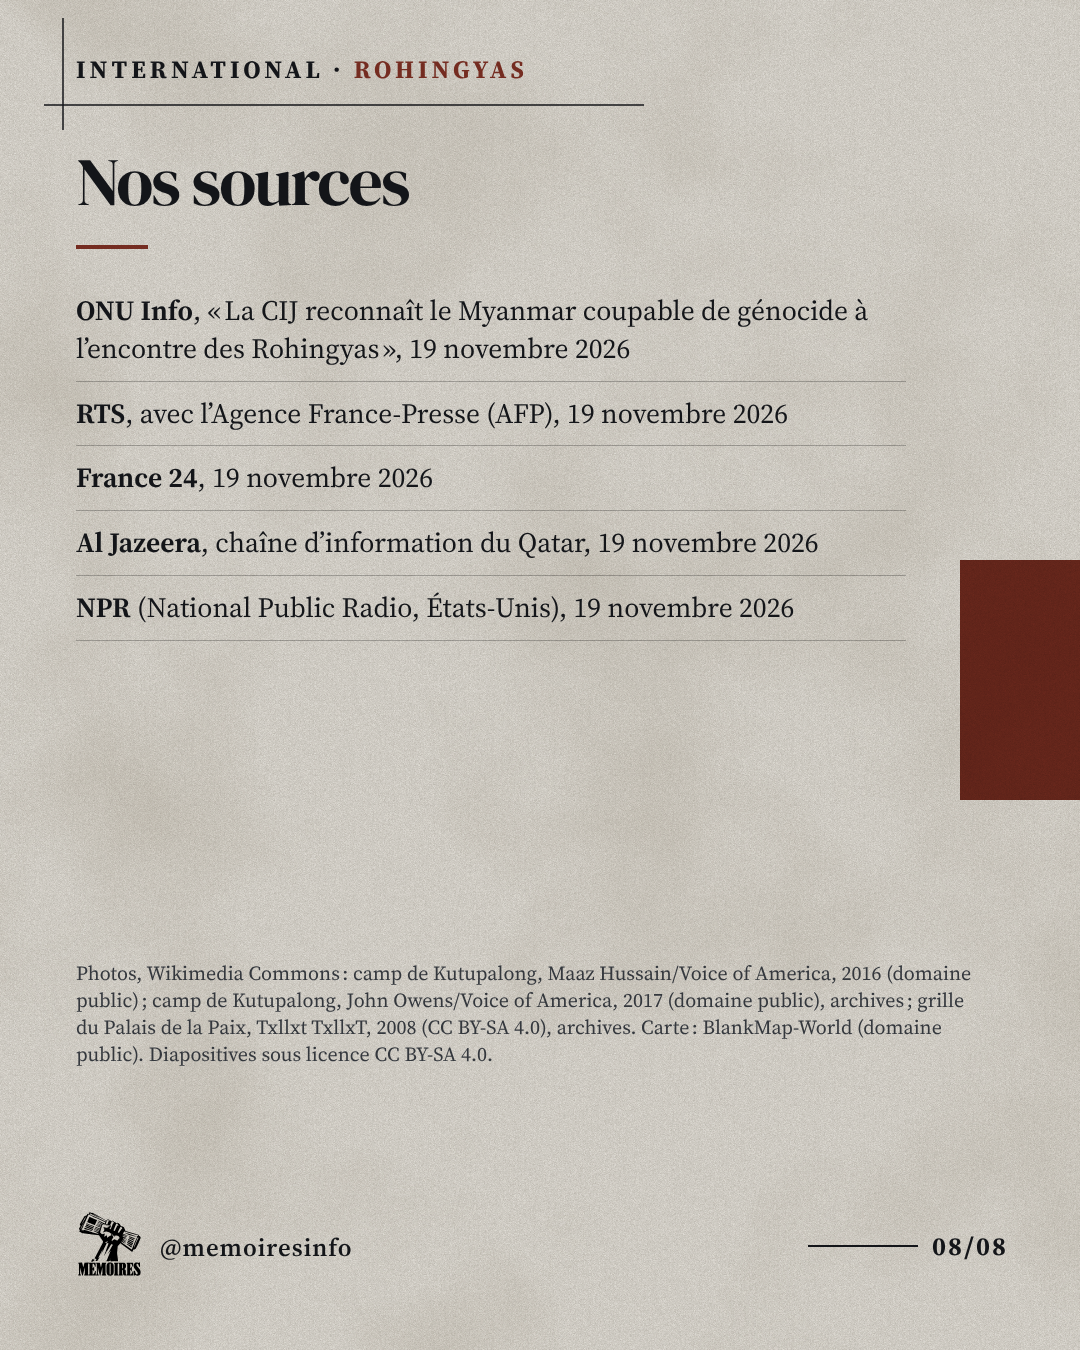 INTERNATIONAL · ROHINGYAS
Nos sources
ONU Info, « La CIJ reconnaît le Myanmar coupable de génocide à
l’encontre des Rohingyas », 19 novembre 2026
RTS, avec l’Agence France-Presse (AFP), 19 novembre 2026
France 24, 19 novembre 2026
Al Jazeera, chaîne d’information du Qatar, 19 novembre 2026
NPR (National Public Radio, États-Unis), 19 novembre 2026
Photos, Wikimedia Commons : camp de Kutupalong, Maaz Hussain/Voice of America, 2016 (domaine
public) ; camp de Kutupalong, John Owens/Voice of America, 2017 (domaine public), archives ; grille
du Palais de la Paix, Txllxt TxllxT, 2008 (CC BY-SA 4.0), archives. Carte : BlankMap-World (domaine
public). Diapositives sous licence CC BY-SA 4.0.
MÉMOIRES
@memoiresinfo
08/08